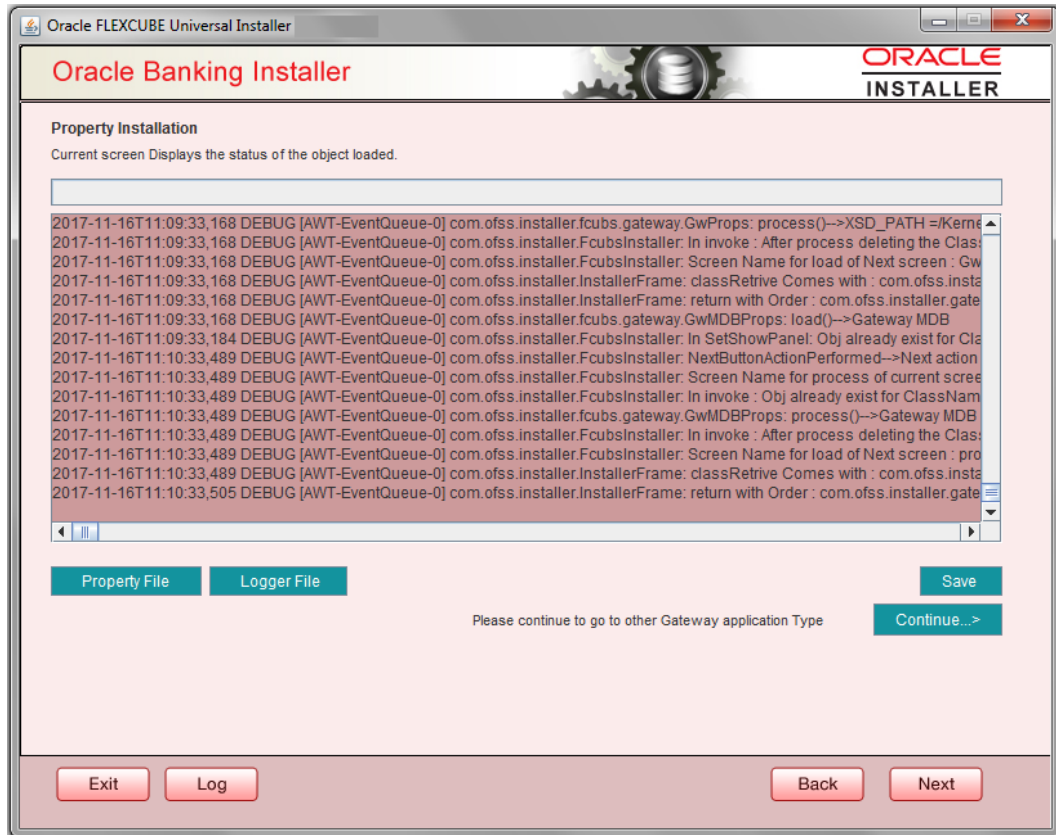 Oracle FLEXCUBE Universal Installer
Oracle Banking Installer
ORACLE
INSTALLER
Property Installation
Current screen Displays the status of the object loaded.
2017-11-16T11:09:33,168 DEBUG [AWT-EventQueue-0] com.ofss.installer.fcubs.gateway.GwProps: process()-->XSD_PATH =/Kerne
2017-11-16T11:09:33,168 DEBUG [AWT-EventQueue-0] com.ofss.installer.FcubsInstaller: In invoke : After process deleting the Clas
2017-11-16T11:09:33,168 DEBUG [AWT-EventQueue-0] com.ofss.installer.FcubsInstaller: Screen Name for load of Next screen : Gw
2017-11-16T11:09:33,168 DEBUG [AWT-EventQueue-0] com.ofss.installer.InstallerFrame: classRetrive Comes with : com.ofss.insta
2017-11-16T11:09:33,168 DEBUG [AWT-EventQueue-0] com.ofss.installer.InstallerFrame: return with Order : com.ofss.installer.gate
2017-11-16T11:09:33,168 DEBUG [AWT-EventQueue-0] com.ofss.installer.fcubs.gateway.GwMDBProps: load()-->Gateway MDB
2017-11-16T11:09:33,184 DEBUG [AWT-EventQueue-0] com.ofss.installer.FcubsInstaller: In SetShowPanel: Obj already exist for Cla
2017-11-16T11:10:33,489 DEBUG [AWT-EventQueue-0] com.ofss.installer.FcubsInstaller: NextButtonActionPerformed-->Next action
2017-11-16T11:10:33,489 DEBUG [AWT-EventQueue-0] com.ofss.installer.FcubsInstaller: Screen Name for process of current scree
2017-11-16T11:10:33,489 DEBUG [AWT-EventQueue-0] com.ofss.installer.FcubsInstaller: In invoke : Obj already exist for ClassNam
2017-11-16T11:10:33,489 DEBUG [AWT-EventQueue-0] com.ofss.installer.fcubs.gateway.GwMDBProps: process()-->Gateway MDB
2017-11-16T11:10:33,489 DEBUG [AWT-EventQueue-0] com.ofss.installer.FcubsInstaller: In invoke : After process deleting the Clas
2017-11-16T11:10:33,489 DEBUG [AWT-EventQueue-0] com.ofss.installer.FcubsInstaller: Screen Name for load of Next screen : pro
2017-11-16T11:10:33,489 DEBUG [AWT-EventQueue-0] com.ofss.installer.InstallerFrame: classRetrive Comes with : com.ofss.insta
2017-11-16T11:10:33,505 DEBUG [AWT-EventQueue-0] com.ofss.installer.InstallerFrame: return with Order : com.ofss.installer.gate
Property File Logger File Save
Please continue to go to other Gateway application Type Continue...>
Exit Log Back Next